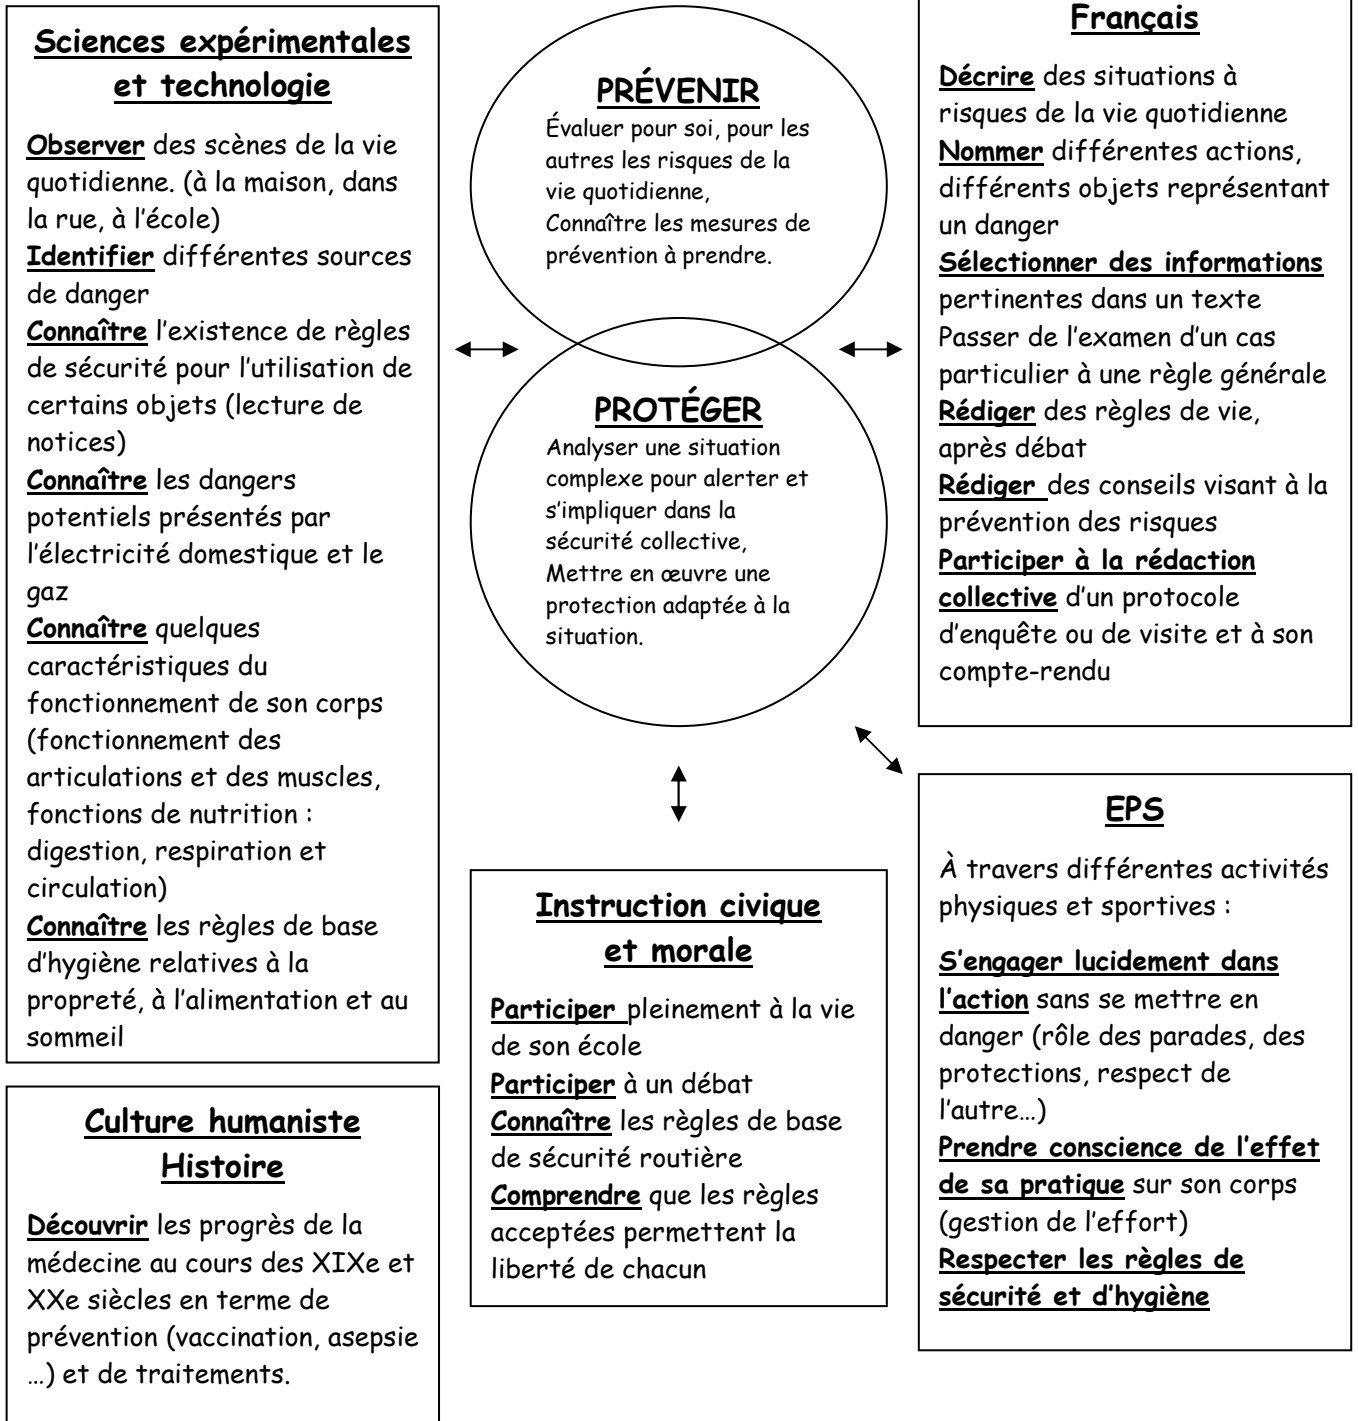 Sciences expérimentales
et technologie
Observer des scènes de la vie
quotidienne. (à la maison, dans
la rue, à l'école)
Identifier différentes sources
de danger
Connaître l'existence de règles
de sécurité pour l'utilisation de
certains objets (lecture de
notices)
Connaître les dangers
potentiels présentés par
l'électricité domestique et le
gaz
Connaître quelques
caractéristiques du
fonctionnement de son corps
(fonctionnement des
articulations et des muscles,
fonctions de nutrition :
digestion, respiration et
circulation)
Connaître les règles de base
d'hygiène relatives à la
propreté, à l'alimentation et au
sommeil
Culture humaniste
Histoire
Découvrir les progrès de la
médecine au cours des XIXe et
XXe siècles en terme de
prévention (vaccination, asepsie
…) et de traitements.
PRÉVENIR
Évaluer pour soi, pour les
autres les risques de la
vie quotidienne,
Connaître les mesures de
prévention à prendre.
PROTÉGER
Analyser une situation
complexe pour alerter et
s'impliquer dans la
sécurité collective,
Mettre en œuvre une
protection adaptée à la
situation.
Instruction civique
et morale
Participer pleinement à la vie
de son école
Participer à un débat
Connaître les règles de base
de sécurité routière
Comprendre que les règles
acceptées permettent la
liberté de chacun
Français
Décrire des situations à
risques de la vie quotidienne
Nommer différentes actions,
différents objets représentant
un danger
Sélectionner des informations
pertinentes dans un texte
Passer de l'examen d'un cas
particulier à une règle générale
Rédiger des règles de vie,
après débat
Rédiger des conseils visant à la
prévention des risques
Participer à la rédaction
collective d'un protocole
d'enquête ou de visite et à son
compte-rendu
EPS
À travers différentes activités
physiques et sportives :
S'engager lucidement dans
l'action sans se mettre en
danger (rôle des parades, des
protections, respect de
l'autre…)
Prendre conscience de l'effet
de sa pratique sur son corps
(gestion de l'effort)
Respecter les règles de
sécurité et d'hygiène